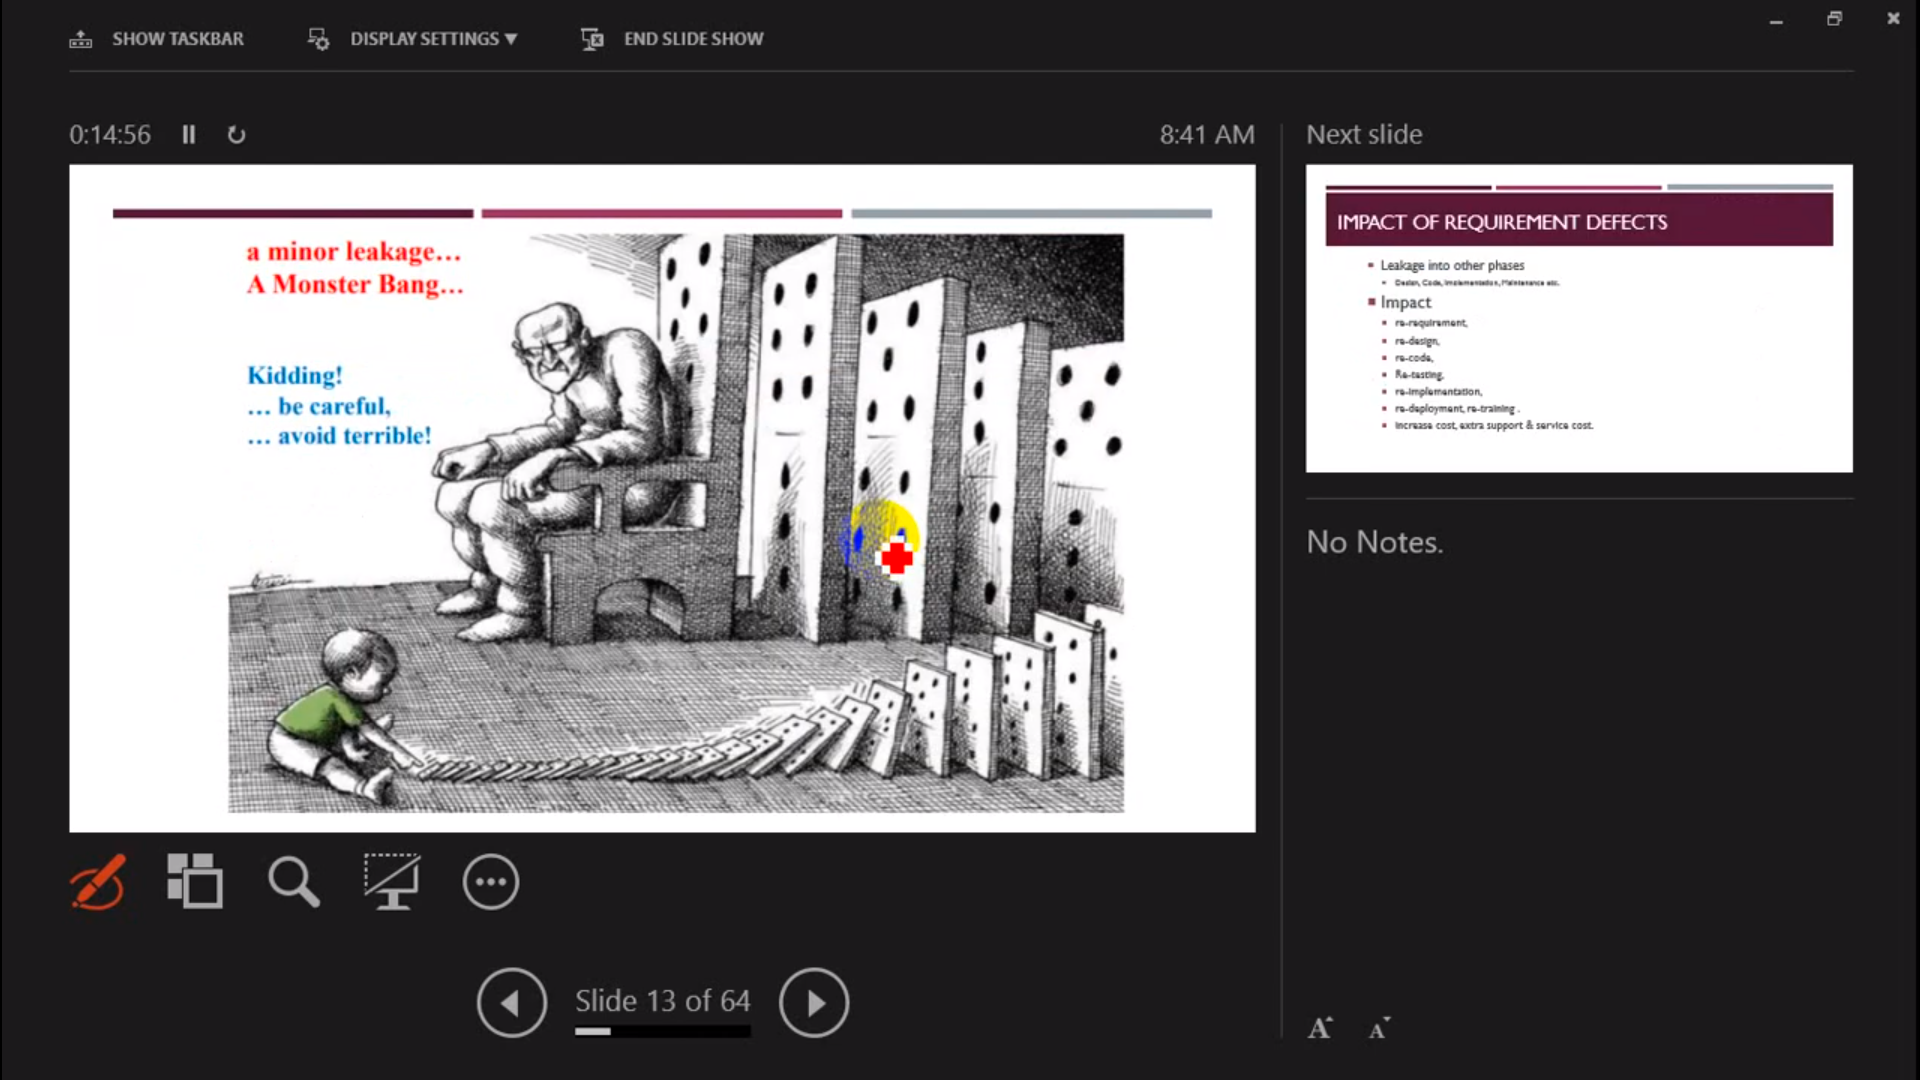 SHOW TASKBAR
DISPLAY SETTINGS ▼
END SLIDE SHOW
0:14:56
8:41 AM
a minor leakage...
A Monster Bang...
Kidding!
... be careful,
... avoid terrible!
Next slide
IMPACT OF REQUIREMENT DEFECTS
Leakage into other phases
Design, Code, Implementation, Maintenance etc.
Impact
re-requirement,
re-design,
re-code,
Re-testing,
re-implementation,
re-deployment, re-training .
increase cost, extra support & service cost.
No Notes.
Slide 13 of 64
A A